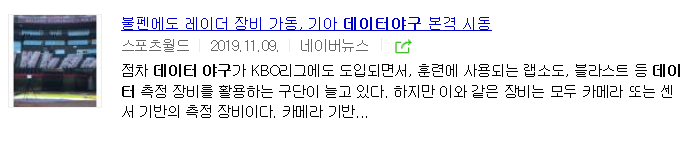 불펜에도 레이더 장비 가동, 기아 데이터야구 본격 시동
스포츠월드 | 2019.11.09. | 네이버뉴스 |
점차 데이터 야구가 KBO리그에도 도입되면서, 훈련에 사용되는 랩소도, 블라스트 등 데이
터 측정 장비를 활용하는 구단이 늘고 있다. 하지만 이와 같은 장비는 모두 카메라 또는 센
서 기반의 측정 장비이다. 카메라 기반...